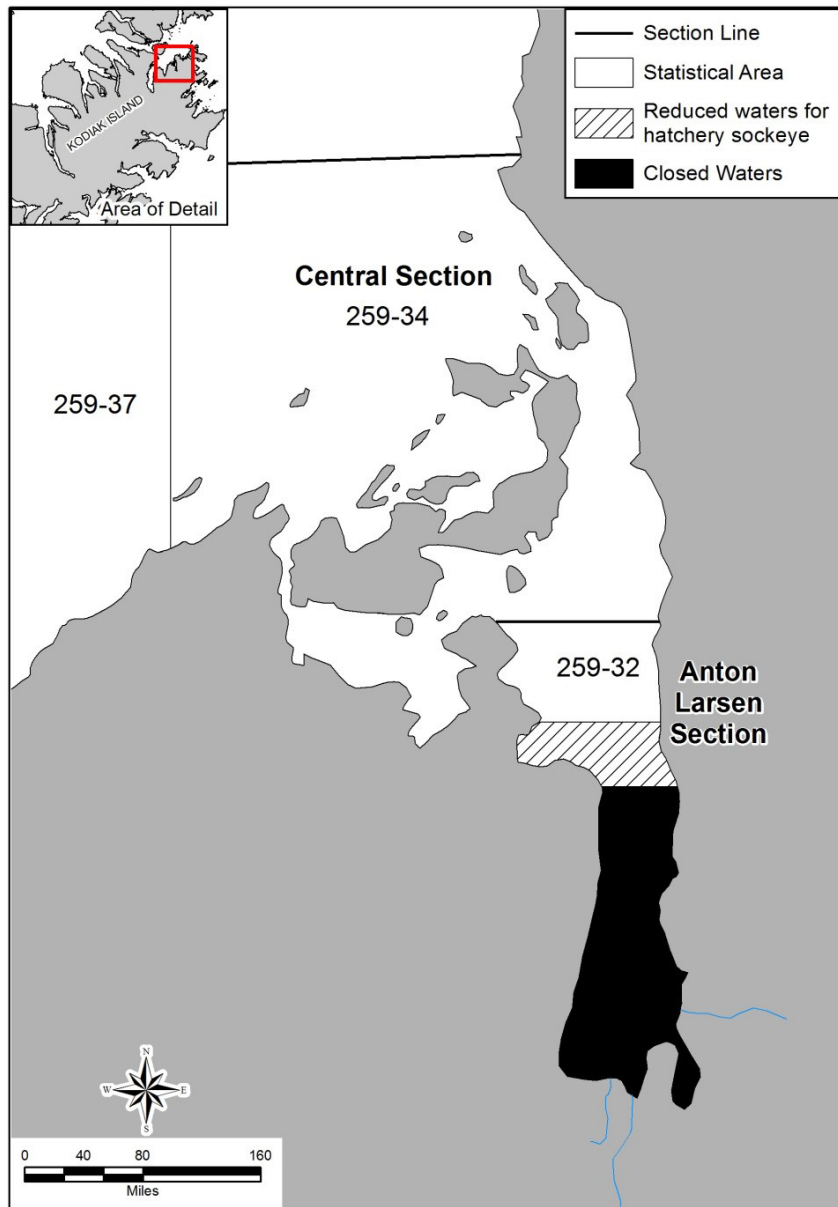 KODIAK ISLAND
Area of Detail
Section Line
Statistical Area
Reduced waters for
hatchery sockeye
Closed Waters
Central Section
259-34
259-37
259-32
Anton
Larsen
Section
N
W
E
S
0 40 80 160
Miles